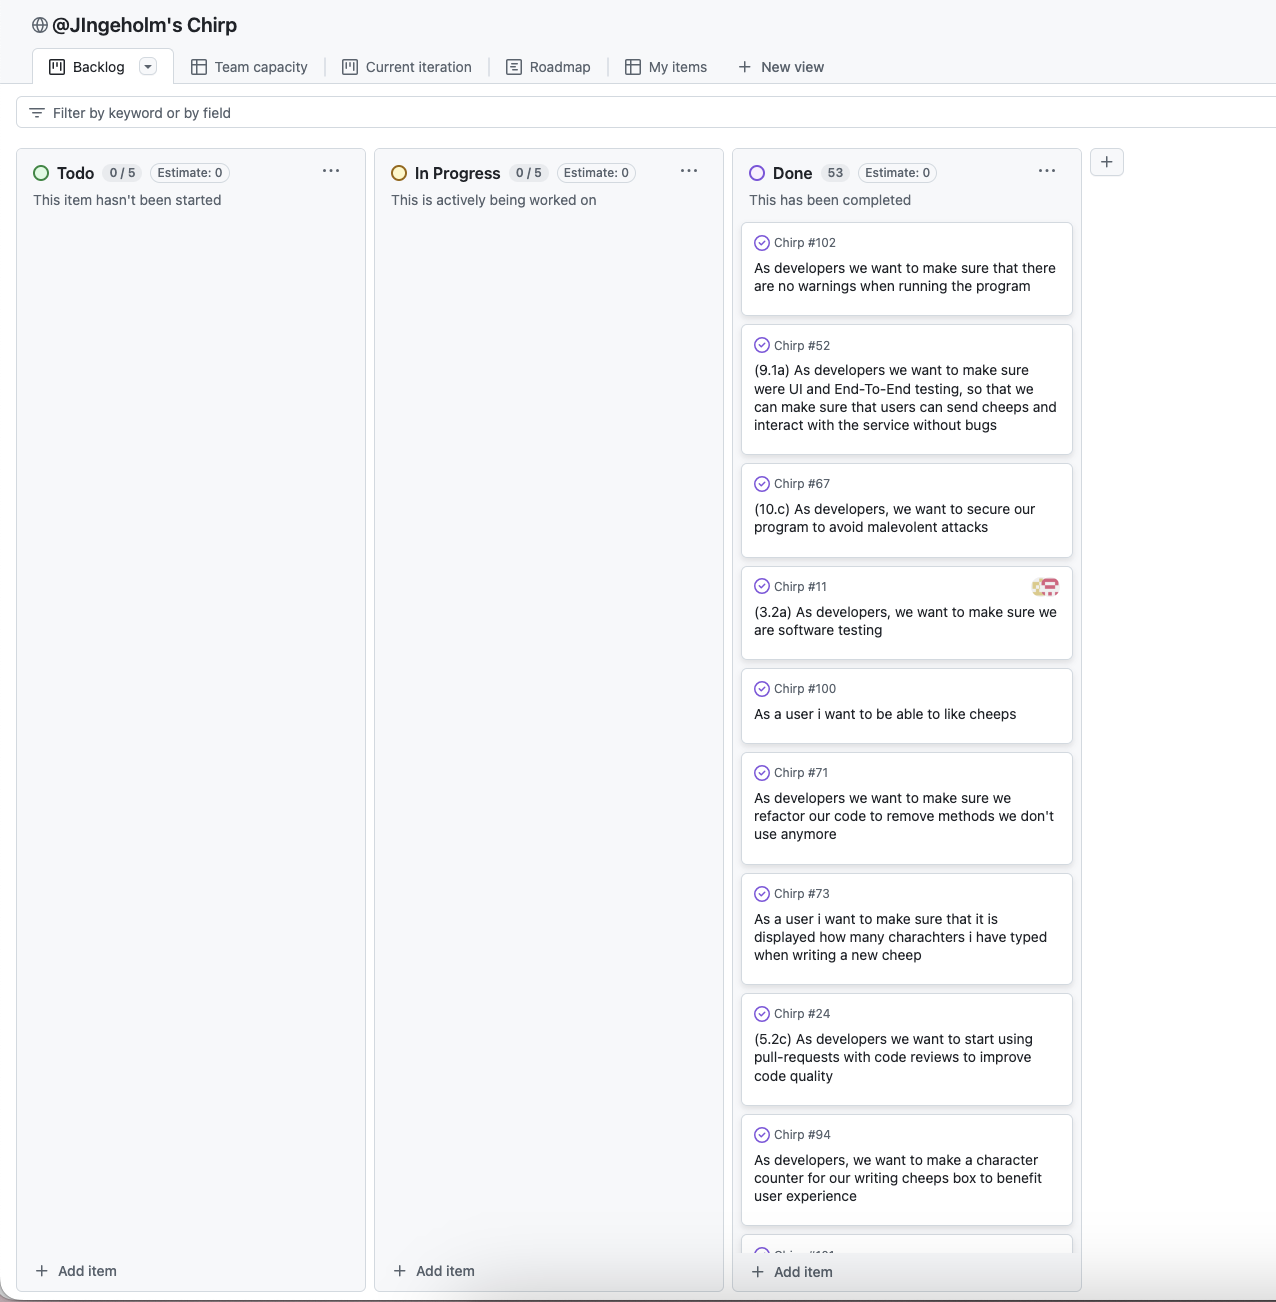 @JIngeholm's Chirp
Backlog
Team capacity
Current iteration
Roadmap
My items
New view
Filter by keyword or by field
Todo 0 / 5 Estimate: 0
This item hasn't been started
Add item
In Progress 0 / 5 Estimate: 0
This is actively being worked on
Add item
Done 53 Estimate: 0
This has been completed
Chirp #102
As developers we want to make sure that there
are no warnings when running the program
Chirp #52
(9.1a) As developers we want to make sure
were UI and End-To-End testing, so that we
can make sure that users can send cheeps and
interact with the service without bugs
Chirp #67
(10.c) As developers, we want to secure our
program to avoid malevolent attacks
Chirp #11
(3.2a) As developers, we want to make sure we
are software testing
Chirp #100
As a user i want to be able to like cheeps
Chirp #71
As developers we want to make sure we
refactor our code to remove methods we don't
use anymore
Chirp #73
As a user i want to make sure that it is
displayed how many charachters i have typed
when writing a new cheep
Chirp #24
(5.2c) As developers we want to start using
pull-requests with code reviews to improve
code quality
Chirp #94
As developers, we want to make a character
counter for our writing cheeps box to benefit
user experience
Add item